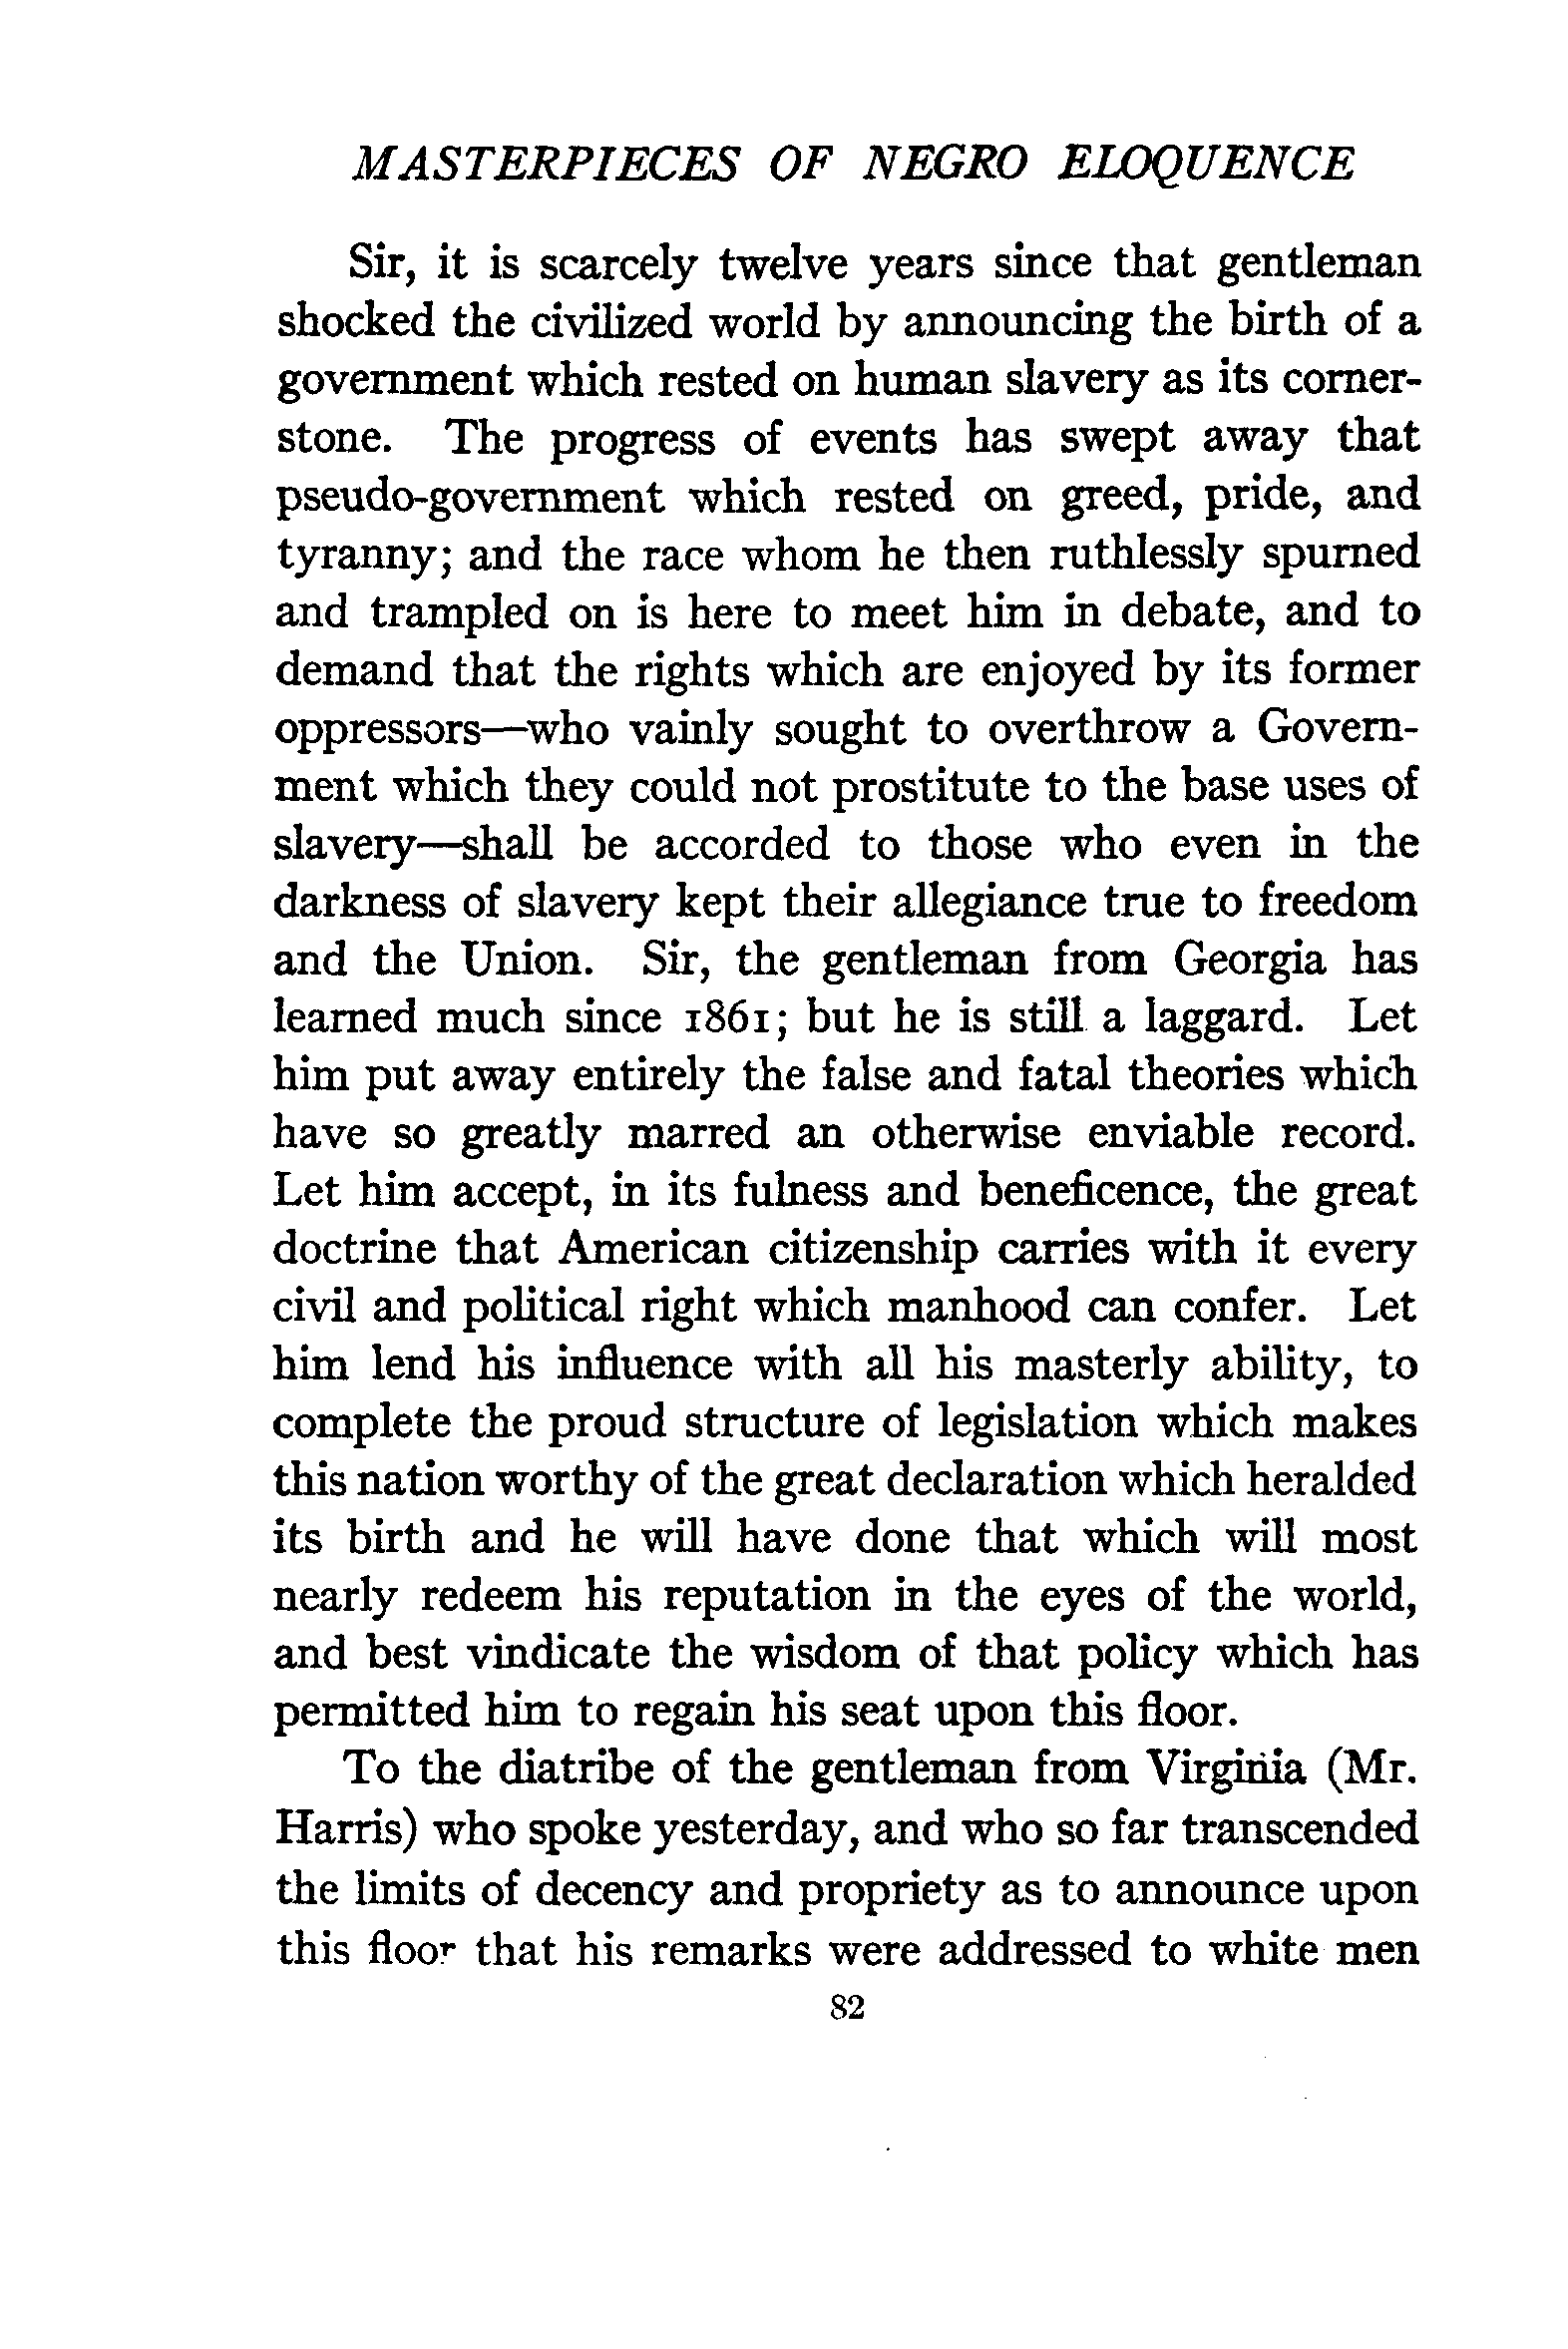 MASTERPIECES OF NEGRO ELOQUENCE
Sir, it is scarcely twelve years since that gentleman
shocked the civilized world by announcing the birth of a
government which rested on human slavery as its corner-
stone. The progress of events has swept away that
pseudo-government which rested on greed, pride, and
tyranny; and the race whom he then ruthlessly spurned
and trampled on is here to meet him in debate, and to
demand that the rights which are enjoyed by its former
oppressors—who vainly sought to overthrow a Govern-
ment which they could not prostitute to the base uses of
slavery—shall be accorded to those who even in the
darkness of slavery kept their allegiance true to freedom
and the Union. Sir, the gentleman from Georgia has
learned much since 1861; but he is still a laggard. Let
him put away entirely the false and fatal theories which
have so greatly marred an otherwise enviable record.
Let him accept, in its fulness and beneficence, the great
doctrine that American citizenship carries with it every
civil and political right which manhood can confer. Let
him lend his influence with all his masterly ability, to
complete the proud structure of legislation which makes
this nation worthy of the great declaration which heralded
its birth and he will have done that which will most
nearly redeem his reputation in the eyes of the world,
and best vindicate the wisdom of that policy which has
permitted him to regain his seat upon this floor.
To the diatribe of the gentleman from Virginia (Mr.
Harris) who spoke yesterday, and who so far transcended
the limits of decency and propriety as to announce upon
this floor that his remarks were addressed to white men
82